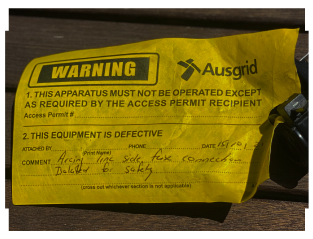 WARNING
Ausgrid
1. THIS APPARATUS MUST NOT BE OPERATED EXCEPT
AS REQUIRED BY THE ACCESS PERMIT RECIPIENT
Access Permit #
2. THIS EQUIPMENT IS DEFECTIVE
ATTACHED BY PHONE DATE
(Print Name)
COMMENT Arcing line side fuse connection
Isolated for safety
(cross out whichever section is not applicable)